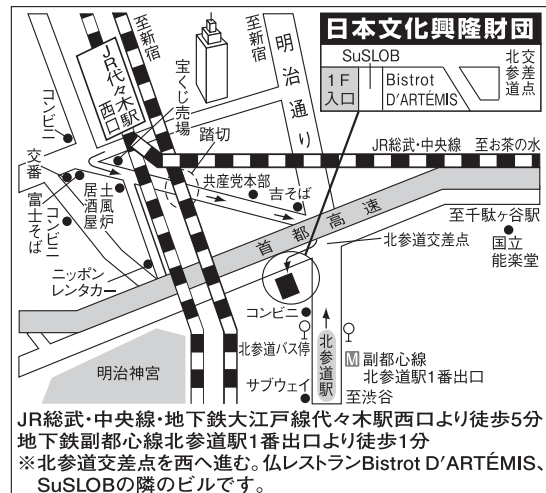 日本文化興隆財団
SuSLOB
1F
入口
Bistrot
D'ARTÉMIS
北参道
交差点
至新宿
至新宿
明治通り
JR代々木駅
西口
宝くじ売場
踏切
コンビニ
交番
富士そば
コンビニ
居酒屋
土風炉
共産党本部
吉そば
JR総武・中央線
至お茶の水
首都高速
至千駄ヶ谷駅
国立
能楽堂
北参道交差点
ニッポン
レンタカー
コンビニ
北参道バス停
北参道駅
M 副都心線
北参道駅1番出口
明治神宮
サブウェイ
至渋谷
JR総武・中央線・地下鉄大江戸線代々木駅西口より徒歩5分
地下鉄副都心線北参道駅1番出口より徒歩1分
※北参道交差点を西へ進む。仏レストランBistrot D'ARTÉMIS、
SuSLOBの隣のビルです。